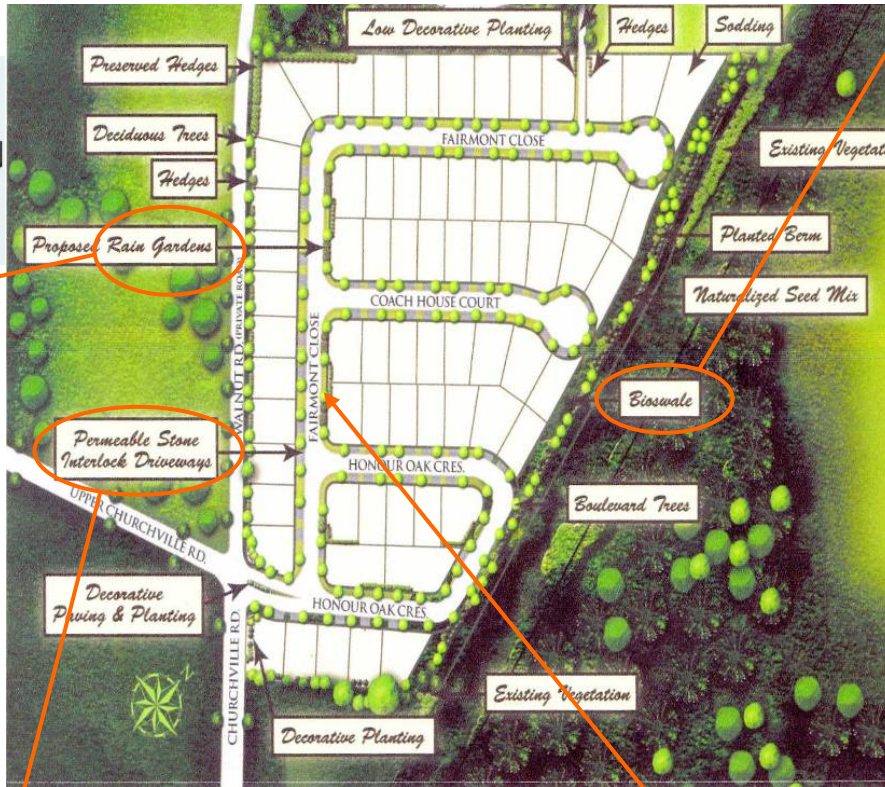 Low Decorative Planting
Hedges
Sodding
Preserved Hedges
Deciduous Trees
FAIRMONT CLOSE
Existing Vegetat
Hedges
Proposed Rain Gardens
Planted Berm
WALNUT RD. (PRIVATE ROAD)
COACH HOUSE COURT
Naturalized Seed Mix
FAIRMONT CLOSE
Bioswale
Permeable Stone
Interlock Driveways
HONOUR OAK CRES.
UPPER CHURCHVILLE RD.
Boulevard Trees
Decorative
Paving & Planting
HONOUR OAK CRES.
CHURCHVILLE RD.
Existing Vegetation
N
Decorative Planting